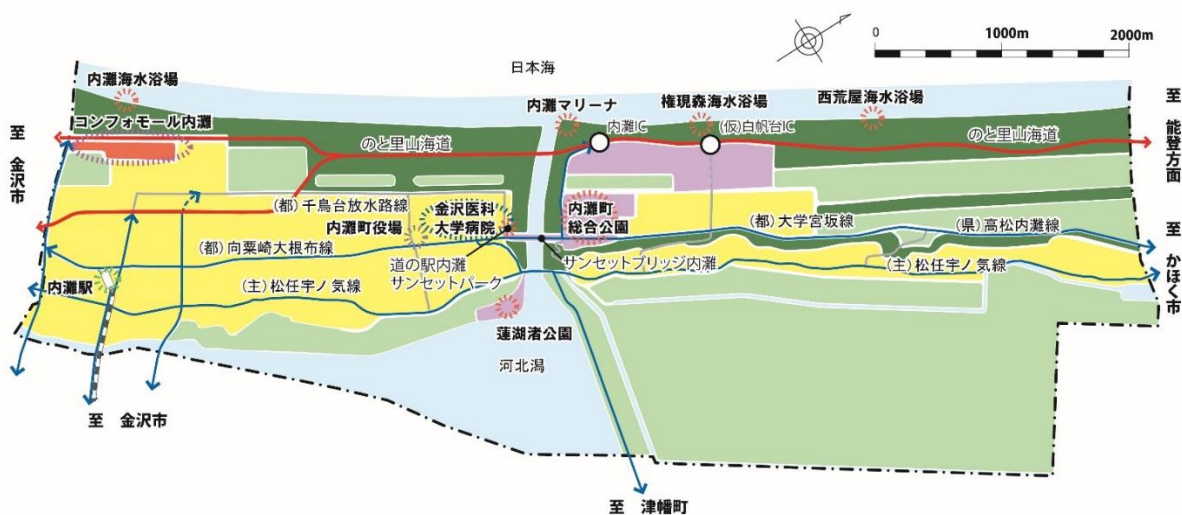 0
1000m
2000m
日本海
内灘海水浴場
コンフォモール内灘
内灘マリーナ
権現森海水浴場
西荒屋海水浴場
内灘IC
(仮)白帆台IC
のと里山海道
のと里山海道
至
金沢市
至
能登方面
(都)千鳥台放水路線
内灘町役場
金沢医科
大学病院
内灘町
総合公園
(都)大学宮坂線
(県)高松内灘線
(都)向粟崎大根布線
道の駅内灘
サンセットパーク
サンセットブリッジ内灘
(主)松任宇ノ気線
至
かほく市
内灘駅
(主)松任宇ノ気線
蓮湖渚公園
河北潟
至 金沢市
至 津幡町